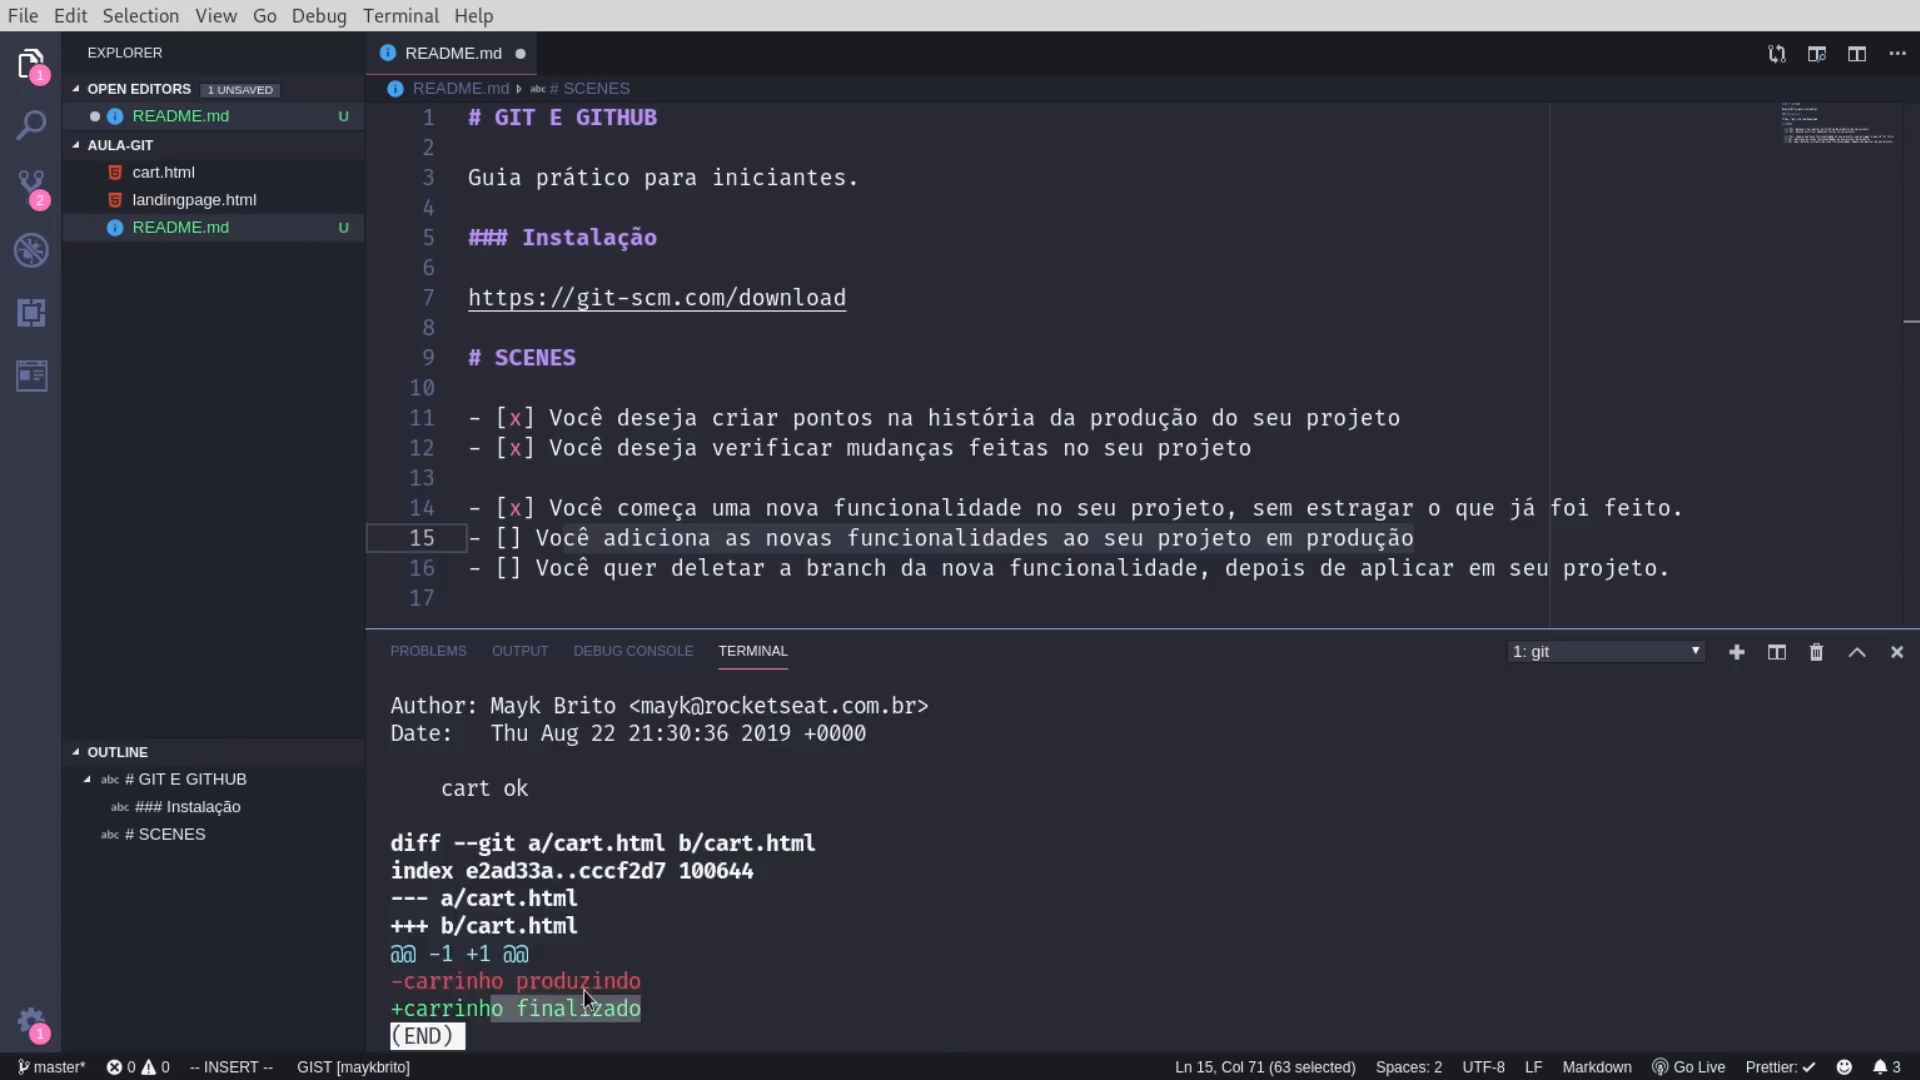 File Edit Selection View Go Debug Terminal Help
EXPLORER
OPEN EDITORS 1 UNSAVED
README.md U
AULA-GIT
cart.html
landingpage.html
README.md U
OUTLINE
abc # GIT E GITHUB
abc ### Instalação
abc # SCENES
1
2
1
README.md
README.md abc # SCENES
1 # GIT E GITHUB
2
3 Guia prático para iniciantes.
4
5 ### Instalação
6
7 https://git-scm.com/download
8
9 # SCENES
10
11 - [x] Você deseja criar pontos na história da produção do seu projeto
12 - [x] Você deseja verificar mudanças feitas no seu projeto
13
14 - [x] Você começa uma nova funcionalidade no seu projeto, sem estragar o que já foi feito.
15 - [] Você adiciona as novas funcionalidades ao seu projeto em produção
16 - [] Você quer deletar a branch da nova funcionalidade, depois de aplicar em seu projeto.
17
PROBLEMS OUTPUT DEBUG CONSOLE TERMINAL 1: git
Author: Mayk Brito <mayk@rocketseat.com.br>
Date: Thu Aug 22 21:30:36 2019 +0000
cart ok
diff --git a/cart.html b/cart.html
index e2ad33a..cccf2d7 100644
--- a/cart.html
+++ b/cart.html
@@ -1 +1 @@
-carrinho produzindo
+carrinho finalizado
(END)
master* 0 0 -- INSERT -- GIST [maykbrito] Ln 15, Col 71 (63 selected) Spaces: 2 UTF-8 LF Markdown Go Live Prettier: ✓ 3